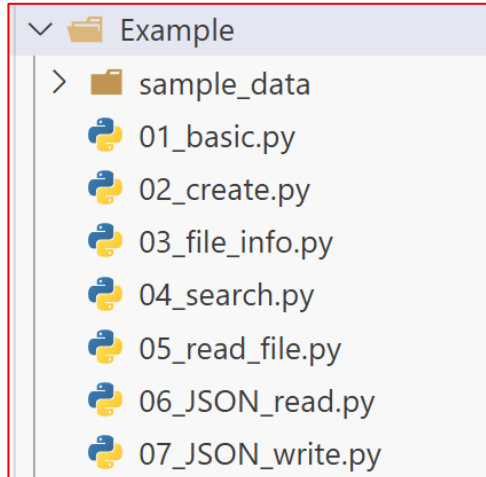 Example
sample_data
01_basic.py
02_create.py
03_file_info.py
04_search.py
05_read_file.py
06_JSON_read.py
07_JSON_write.py